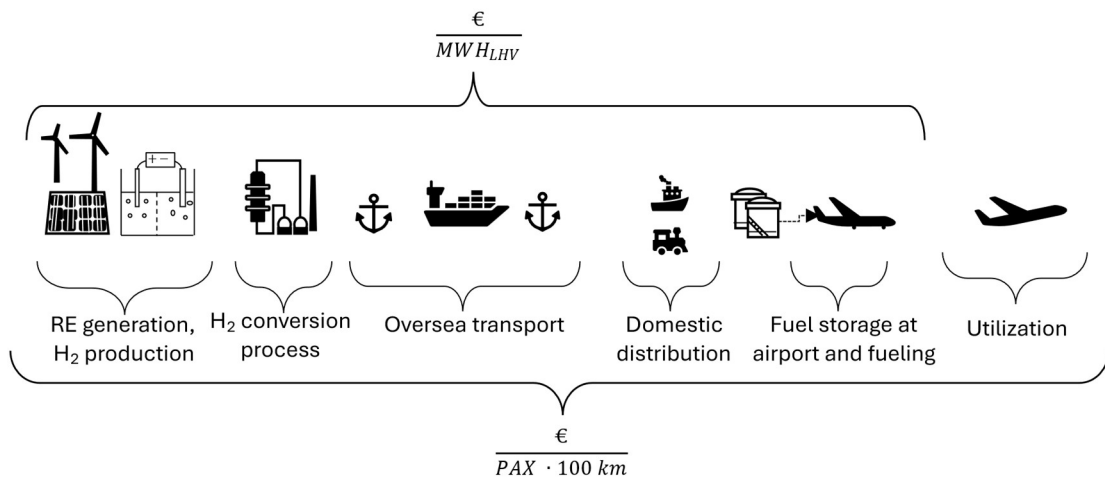 €
MWH_LHV
+ −
RE generation,
H₂ production
H₂ conversion
process
Oversea transport
Domestic
distribution
Fuel storage at
airport and fueling
Utilization
€
PAX · 100 km